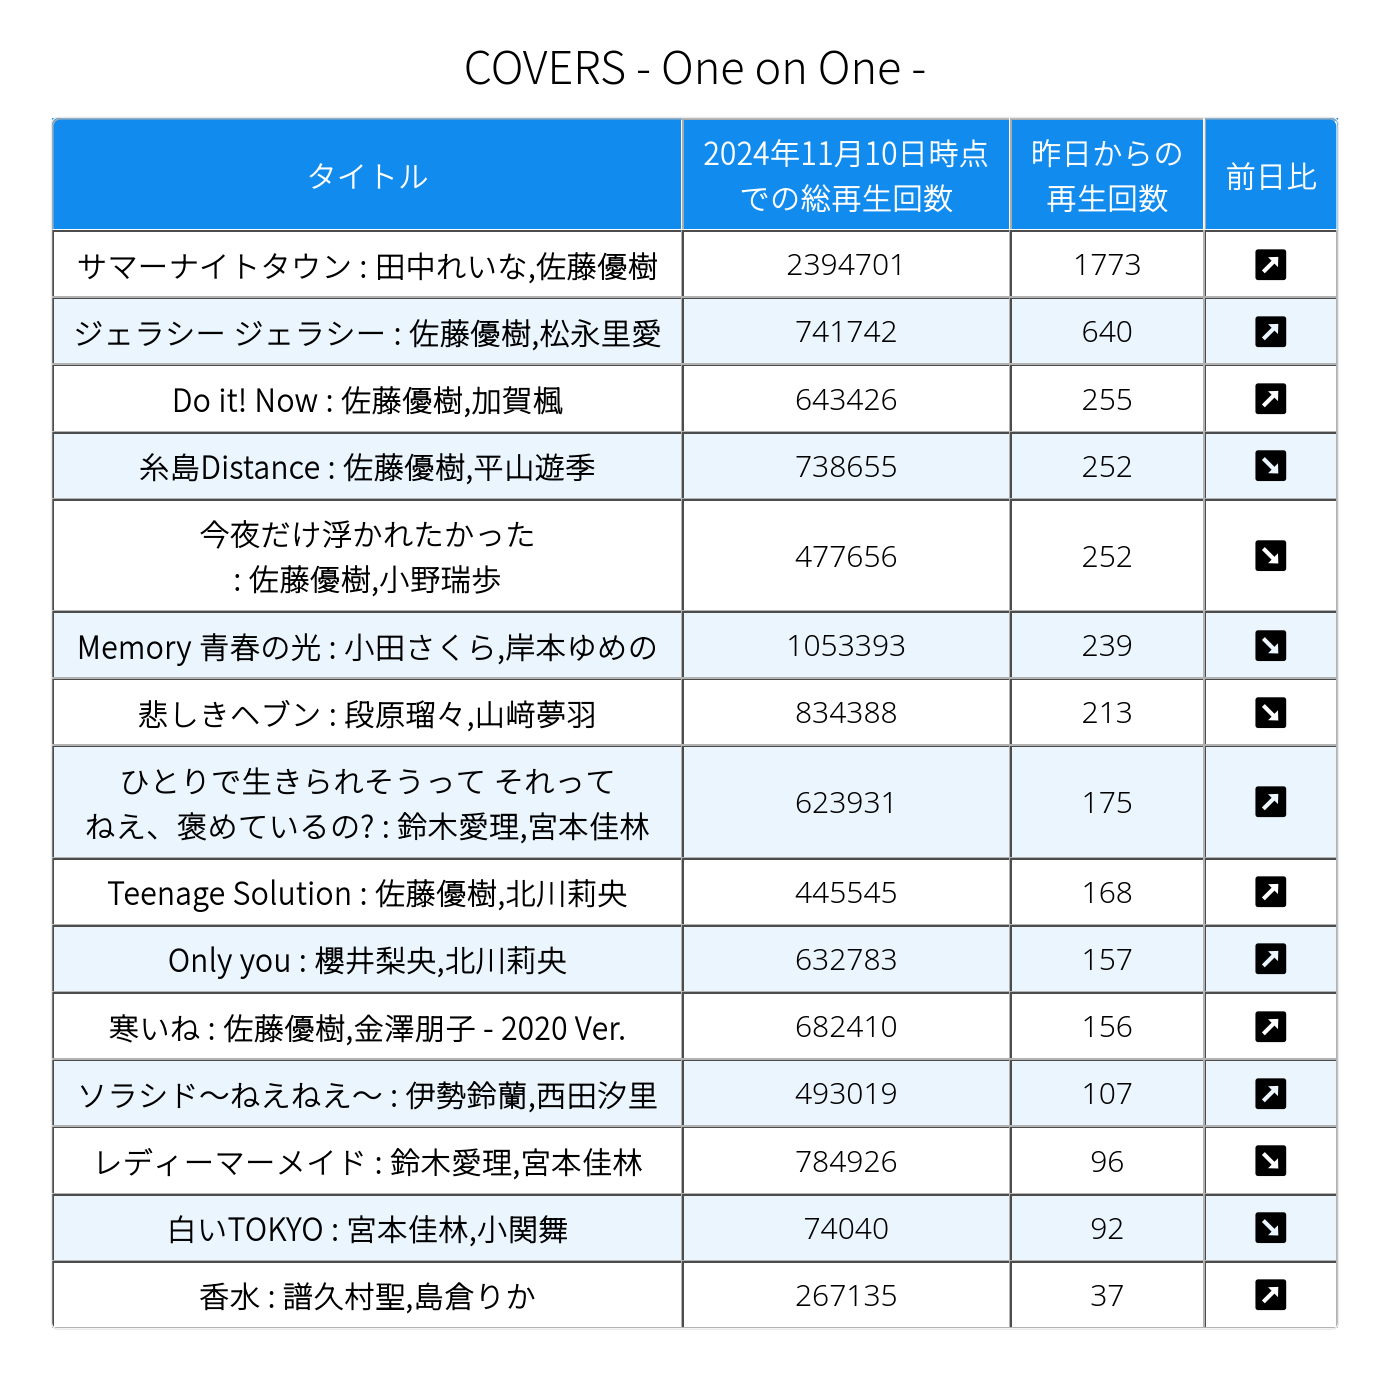 COVERS - One on One -
タイトル
2024年11月10日時点
での総再生回数
昨日からの
再生回数
前日比
サマーナイトタウン : 田中れいな,佐藤優樹 2394701 1773
ジェラシー ジェラシー : 佐藤優樹,松永里愛 741742 640
Do it! Now : 佐藤優樹,加賀楓 643426 255
糸島Distance : 佐藤優樹,平山遊季 738655 252
今夜だけ浮かれたかった
: 佐藤優樹,小野瑞歩 477656 252
Memory 青春の光 : 小田さくら,岸本ゆめの 1053393 239
悲しきヘブン : 段原瑠々,山﨑夢羽 834388 213
ひとりで生きられそうって それって
ねえ、褒めているの? : 鈴木愛理,宮本佳林 623931 175
Teenage Solution : 佐藤優樹,北川莉央 445545 168
Only you : 櫻井梨央,北川莉央 632783 157
寒いね : 佐藤優樹,金澤朋子 - 2020 Ver. 682410 156
ソラシド〜ねえねえ〜 : 伊勢鈴蘭,西田汐里 493019 107
レディーマーメイド : 鈴木愛理,宮本佳林 784926 96
白いTOKYO : 宮本佳林,小関舞 74040 92
香水 : 譜久村聖,島倉りか 267135 37